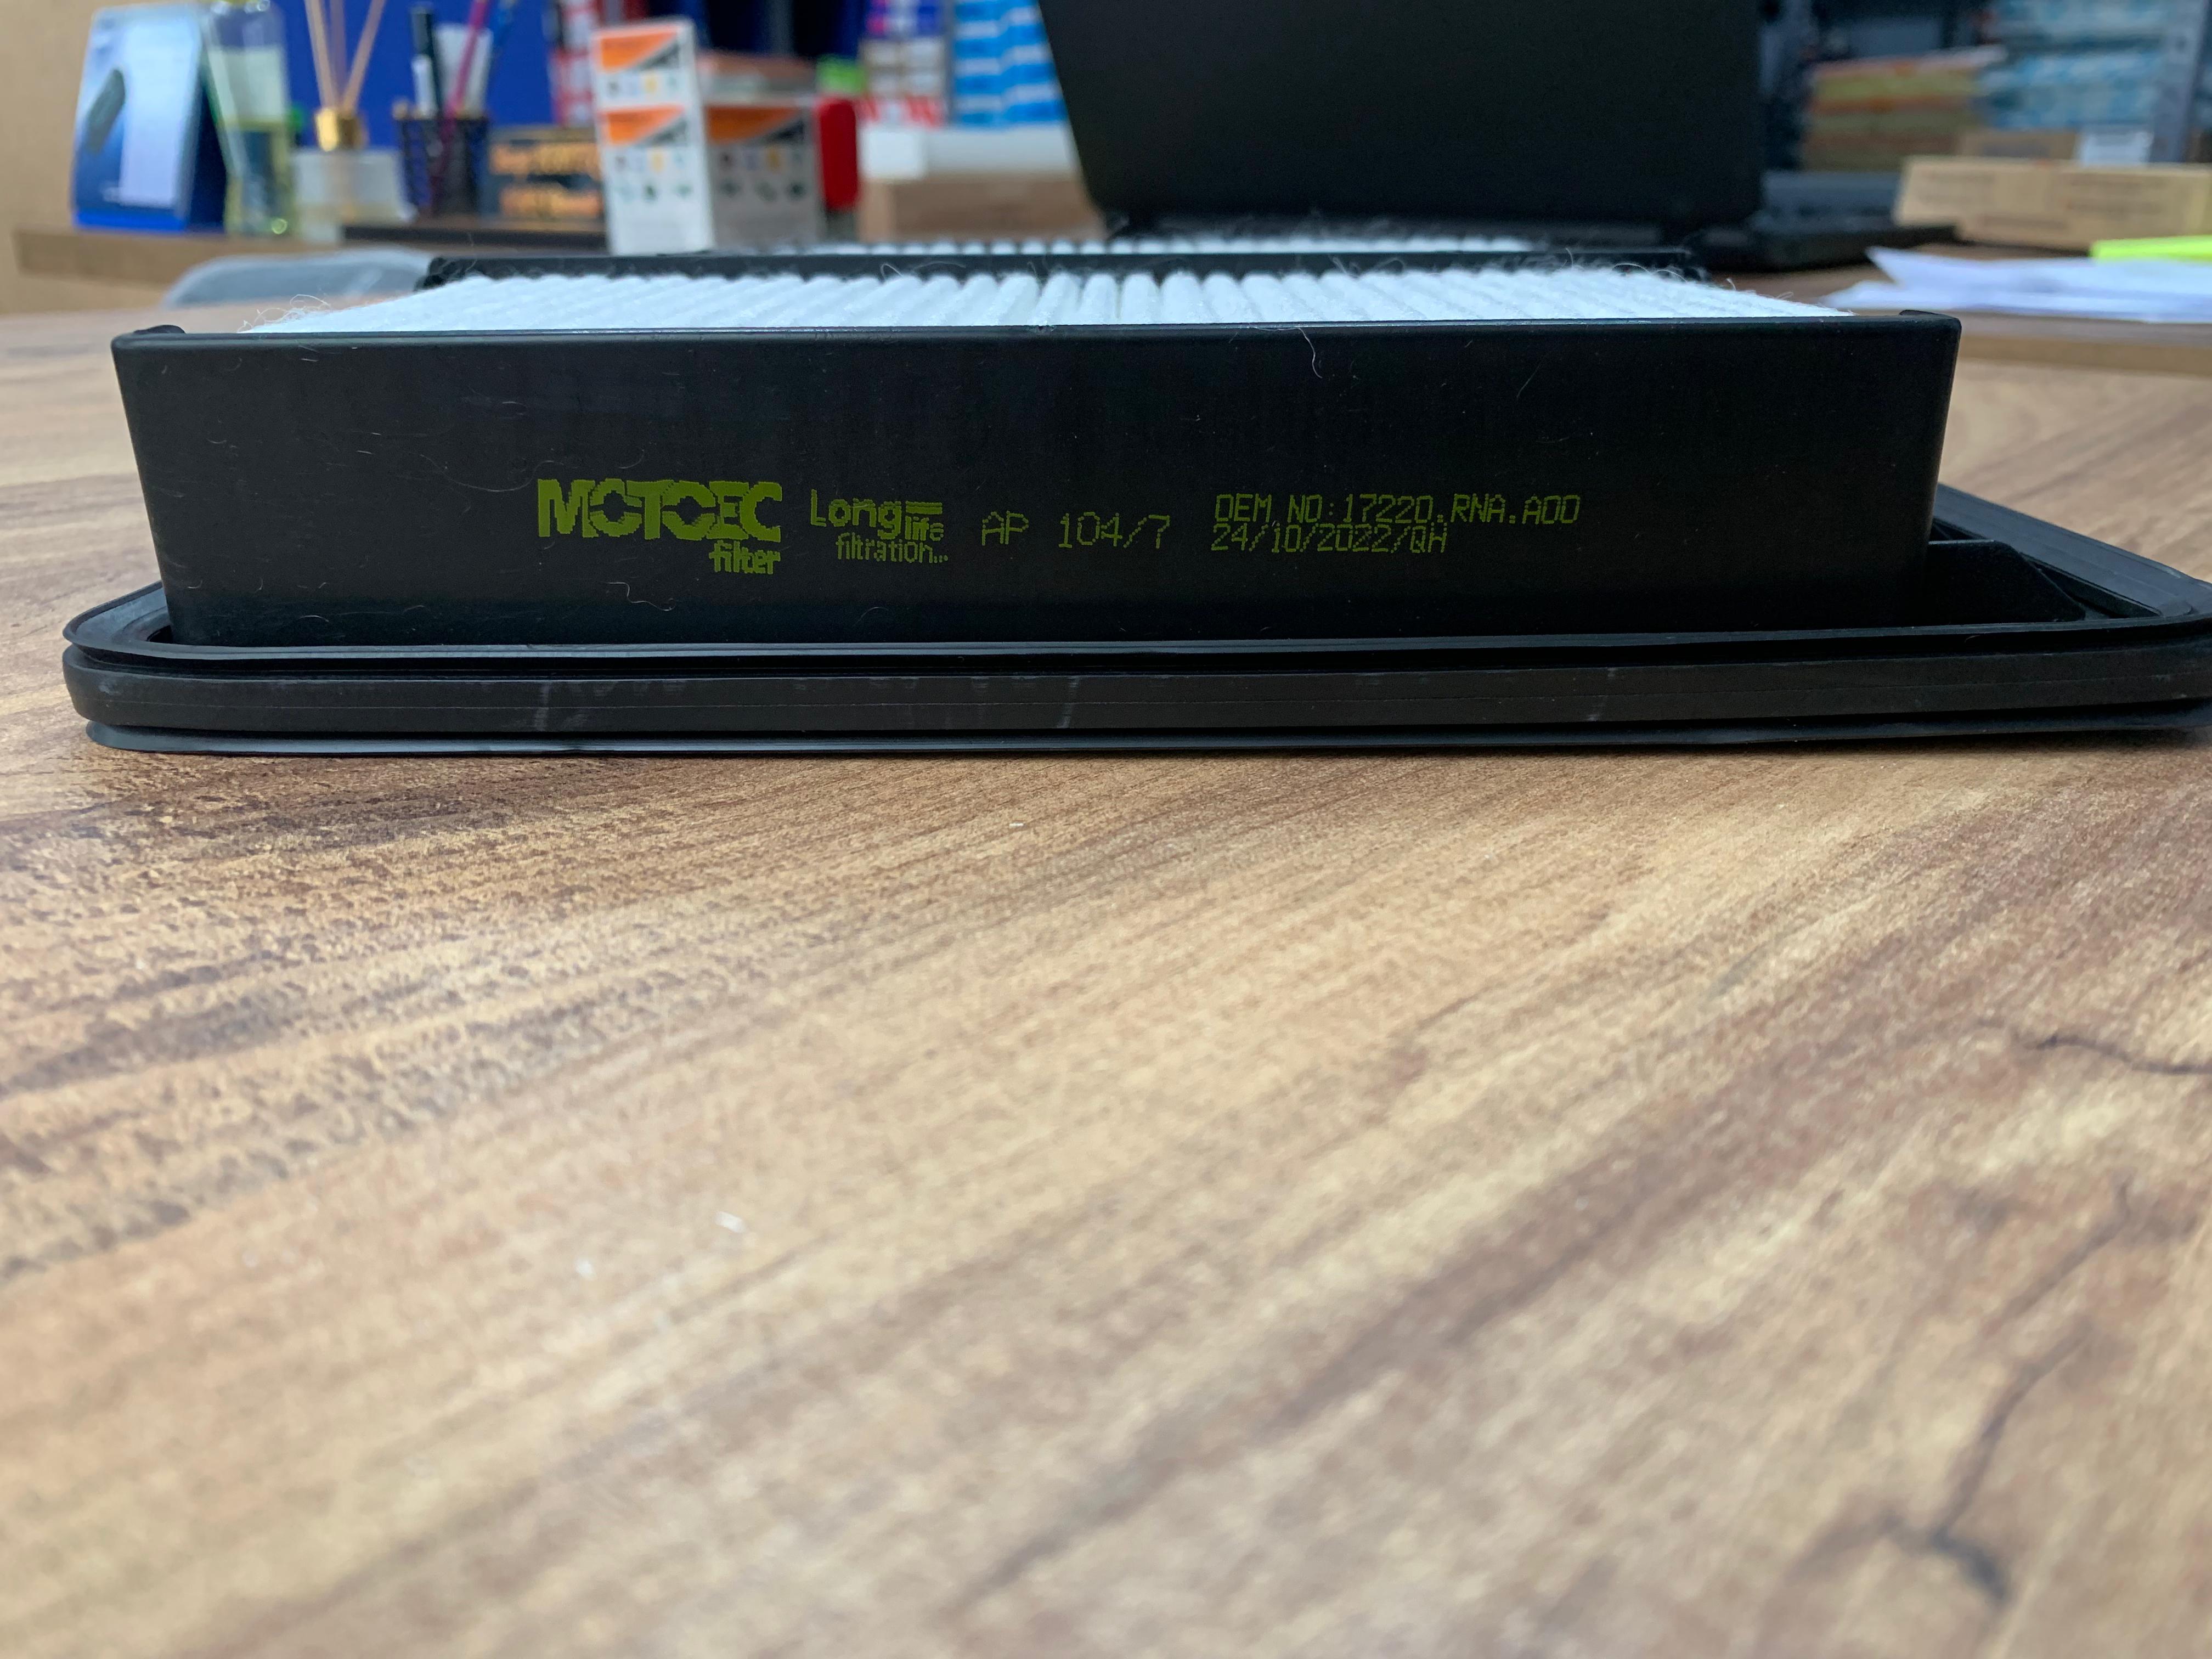 MOTOEC
filter
Long life
filtration...
AP 104/7
OEM NO:17220.RNA.A00
24/10/2022/QH